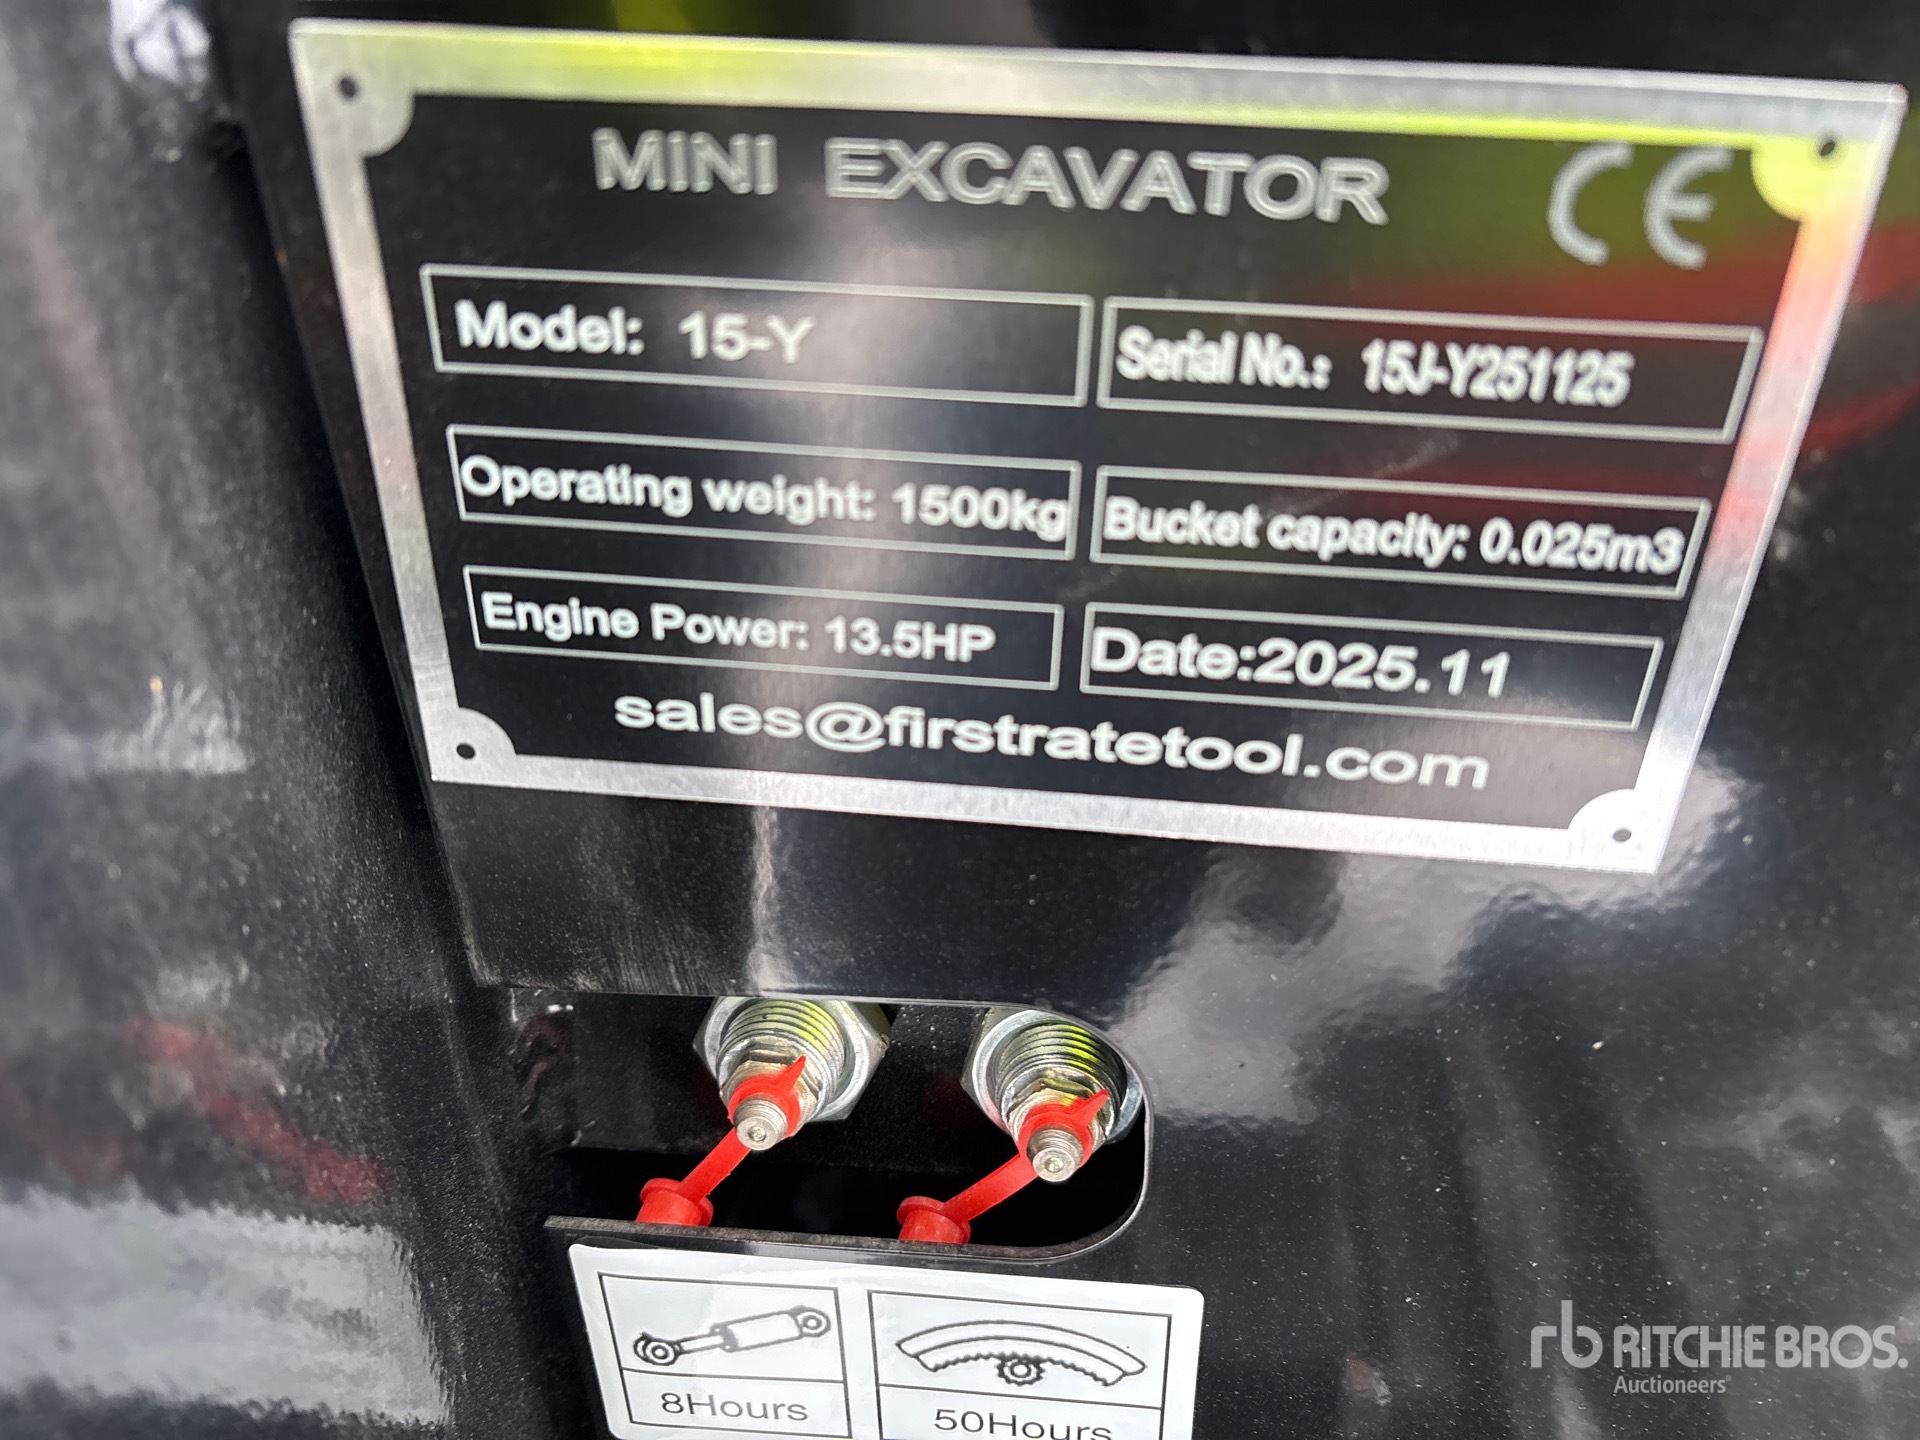 MINI EXCAVATOR CE
Model: 15-Y
Serial No.: 15J-Y251125
Operating weight: 1500kg
Bucket capacity: 0.025m3
Engine Power: 13.5HP
Date:2025.11
sales@firstratetool.com
8Hours
50Hours
rb RITCHIE BROS.
Auctioneers